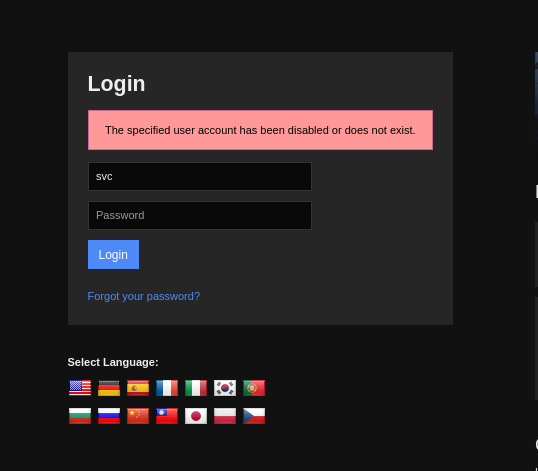 Login
The specified user account has been disabled or does not exist.
svc
Password
Login
Forgot your password?
Select Language: